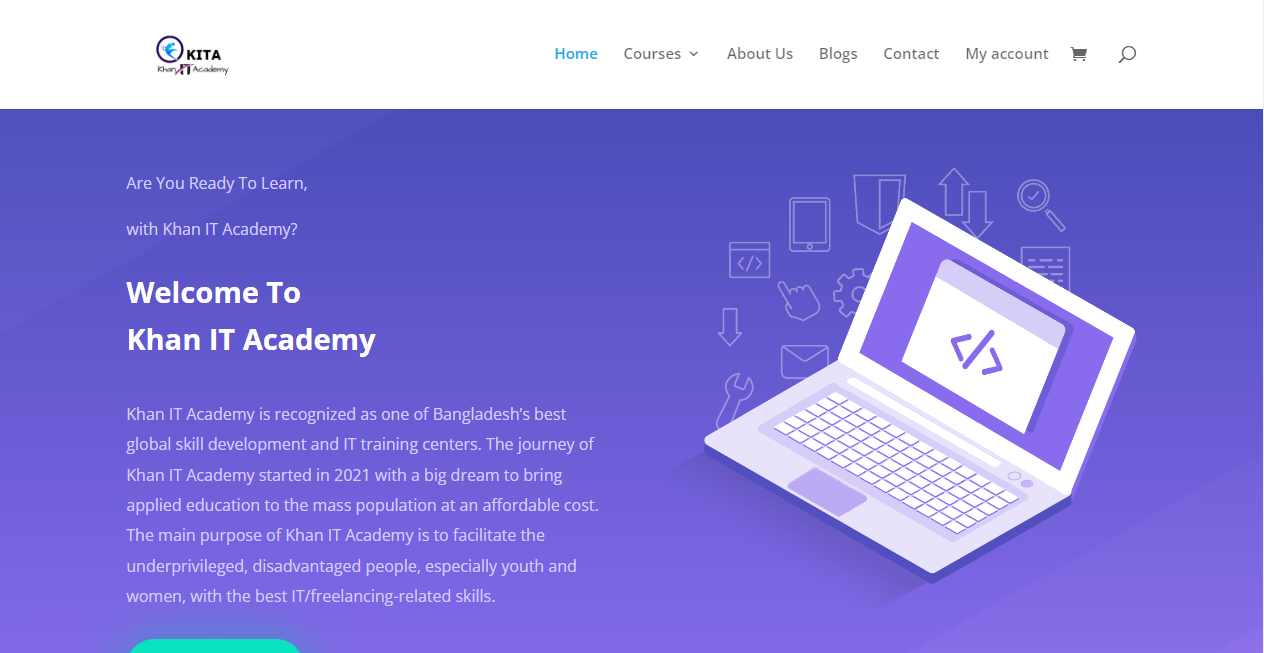 KITA
Khan IT Academy
Home Courses About Us Blogs Contact My account
Are You Ready To Learn,
with Khan IT Academy?
Welcome To
Khan IT Academy
Khan IT Academy is recognized as one of Bangladesh’s best
global skill development and IT training centers. The journey of
Khan IT Academy started in 2021 with a big dream to bring
applied education to the mass population at an affordable cost.
The main purpose of Khan IT Academy is to facilitate the
underprivileged, disadvantaged people, especially youth and
women, with the best IT/freelancing-related skills.